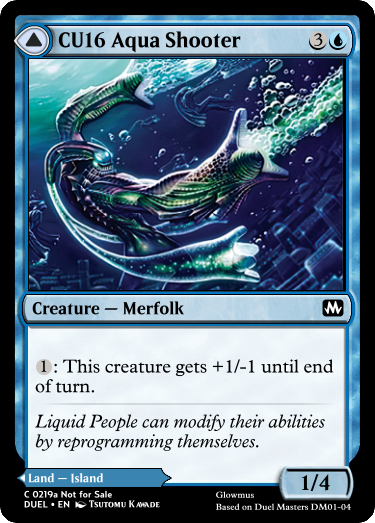 CU16 Aqua Shooter 3
Creature — Merfolk
1: This creature gets +1/-1 until end
of turn.
Liquid People can modify their abilities
by reprogramming themselves.
Land — Island
1/4
C 0219a Not for Sale
DUEL • EN Tsutomu Kawade
Glowmus
Based on Duel Masters DM01-04